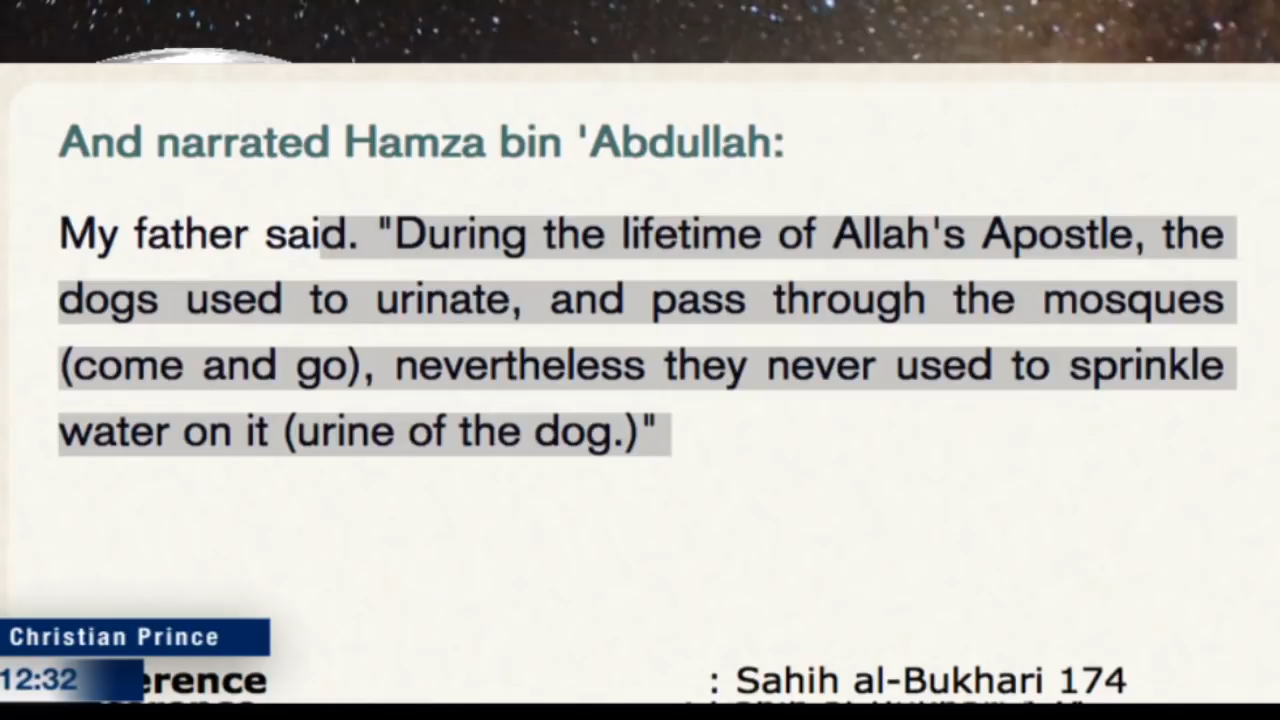 And narrated Hamza bin 'Abdullah:
My father said. "During the lifetime of Allah's Apostle, the
dogs used to urinate, and pass through the mosques
(come and go), nevertheless they never used to sprinkle
water on it (urine of the dog.)"
Christian Prince
12:32
erence : Sahih al-Bukhari 174